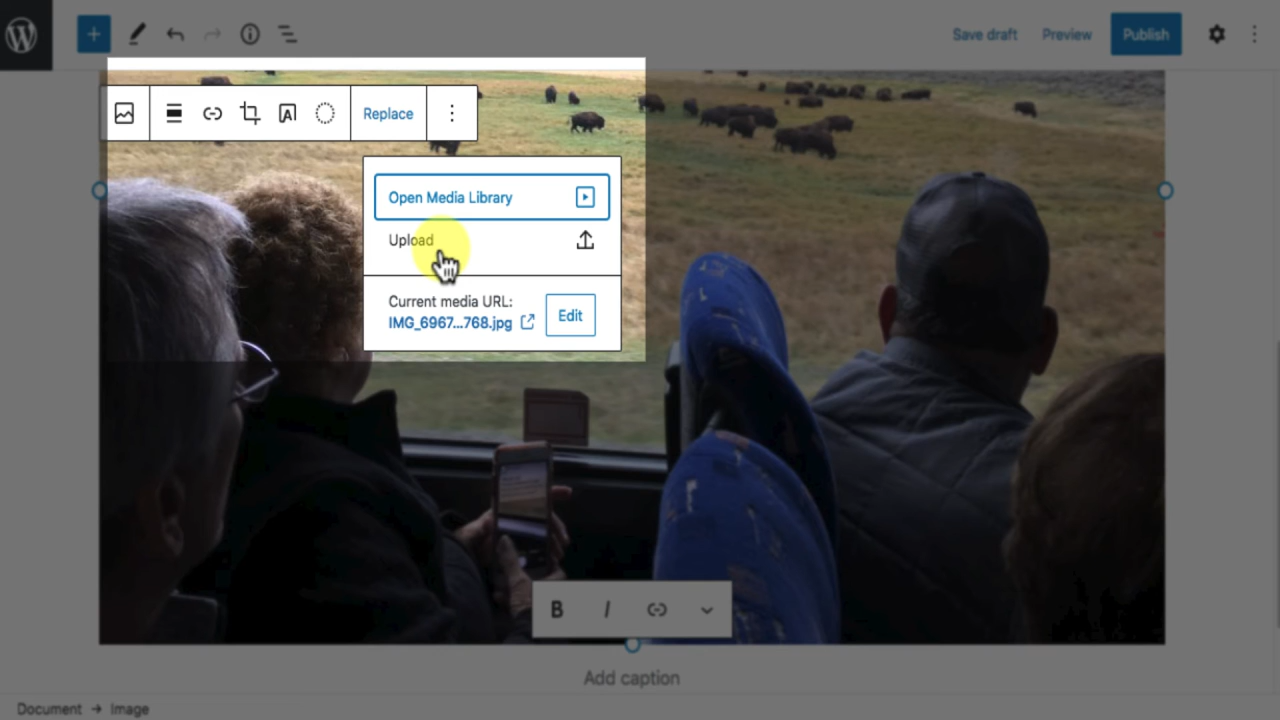 Save draft
Preview
Publish
Replace
Open Media Library
Upload
Current media URL:
IMG_6967...768.jpg
Edit
B I
Add caption
Document → Image